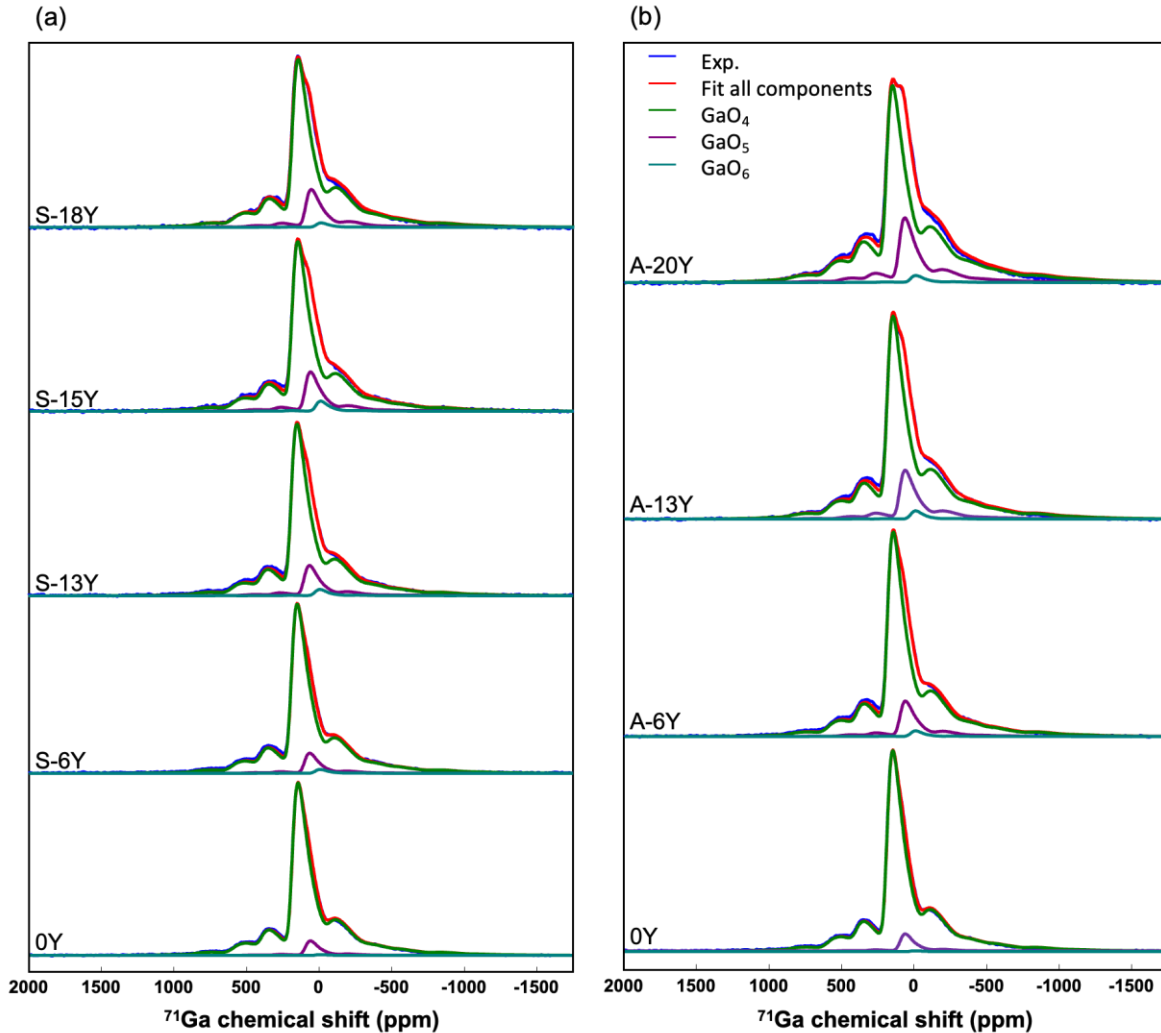 (a)
S-18Y
S-15Y
S-13Y
S-6Y
0Y
2000 1000 500 0 -500 -1000 -1500
⁷¹Ga chemical shift (ppm)
(b)
Exp.
Fit all components
GaO₄
GaO₅
GaO₆
A-20Y
A-13Y
A-6Y
0Y
2000 1000 500 0 -500 -1000 -1500
⁷¹Ga chemical shift (ppm)